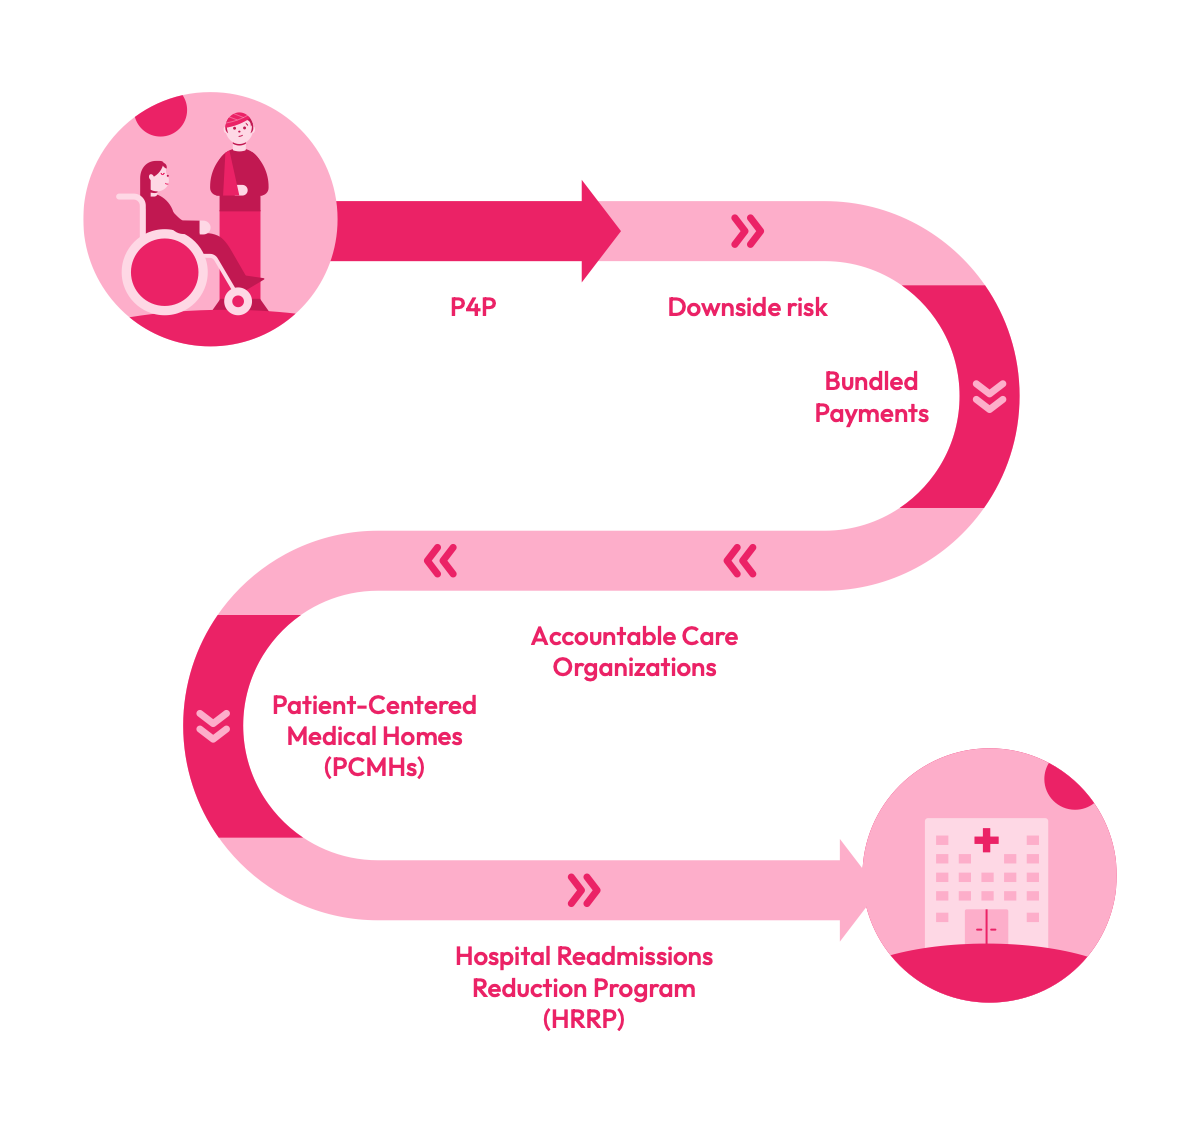 P4P
Downside risk
Bundled
Payments
Accountable Care
Organizations
Patient-Centered
Medical Homes
(PCMHs)
Hospital Readmissions
Reduction Program
(HRRP)